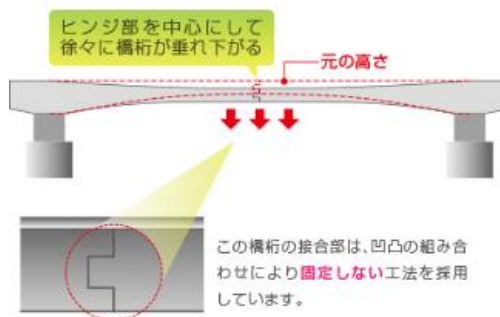 ヒンジ部を中心にして
徐々に橋桁が垂れ下がる
元の高さ
この橋桁の接合部は、凹凸の組み合
わせにより固定しない工法を採用
しています。